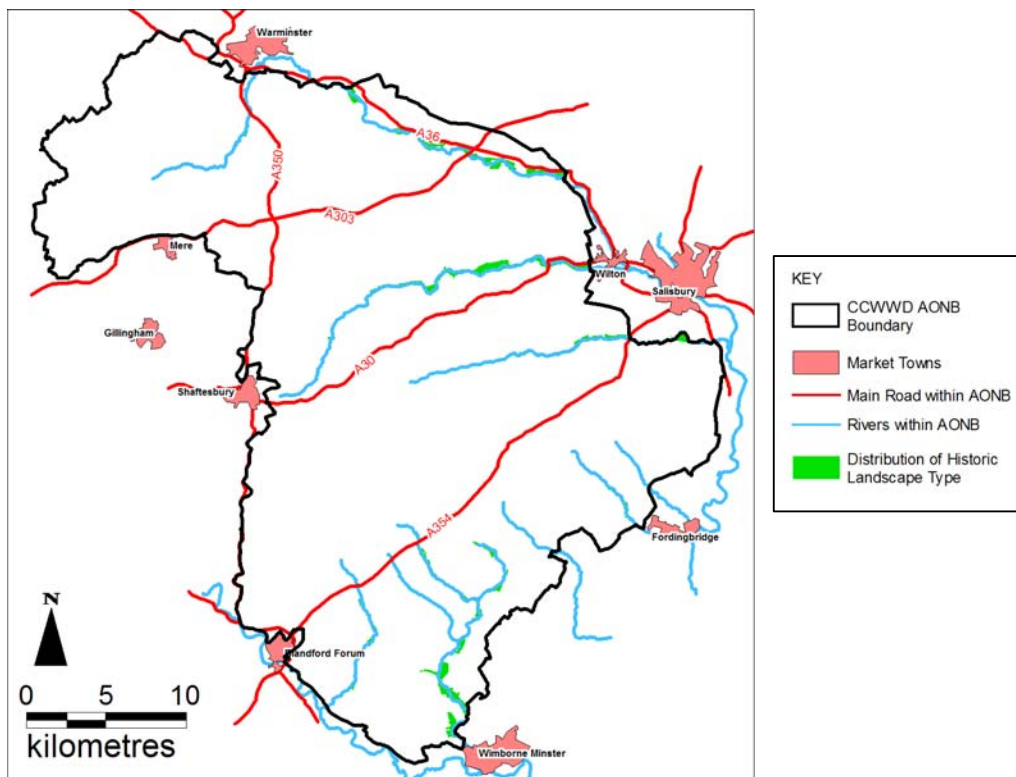 Warminster
A36
A350
A303
Mere
Wilton
Salisbury
Gillingham
A30
Shaftesbury
A354
Fordingbridge
N
Blandford Forum
0 5 10
kilometres
Wimborne Minster
KEY
CCWWD AONB
Boundary
Market Towns
Main Road within AONB
Rivers within AONB
Distribution of Historic
Landscape Type